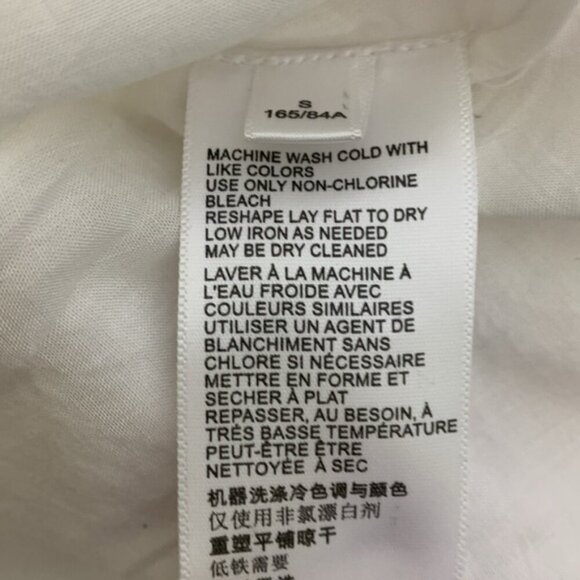 S
165/84A
MACHINE WASH COLD WITH
LIKE COLORS
USE ONLY NON-CHLORINE
BLEACH
RESHAPE LAY FLAT TO DRY
LOW IRON AS NEEDED
MAY BE DRY CLEANED
LAVER À LA MACHINE À
L'EAU FROIDE AVEC
COULEURS SIMILAIRES
UTILISER UN AGENT DE
BLANCHIMENT SANS
CHLORE SI NÉCESSAIRE
METTRE EN FORME ET
SECHER À PLAT
REPASSER, AU BESOIN, À
TRÈS BASSE TEMPÉRATURE
PEUT-ÊTRE ÊTRE
NETTOYÉE À SEC
机器洗涤冷色调与颜色
仅使用非氯漂白剂
重塑平铺晾干
低铁需要